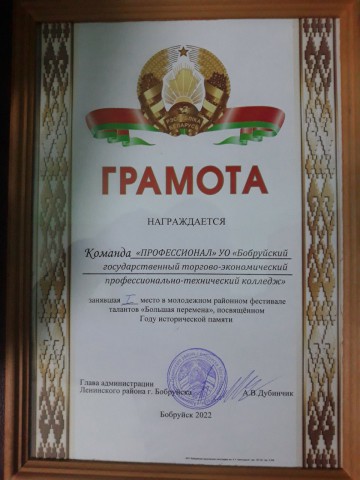 ГРАМОТА
НАГРАЖДАЕТСЯ
Команда «ПРОФЕССИОНАЛ» УО «Бобруйский
государственный торгово-экономический
профессионально-технический колледж»
занявшая I место в молодежном районном фестивале
талантов «Большая перемена», посвящённом
Году исторической памяти
Глава администрации
Ленинского района г. Бобруйска А.В.Дубинчик
Бобруйск 2022